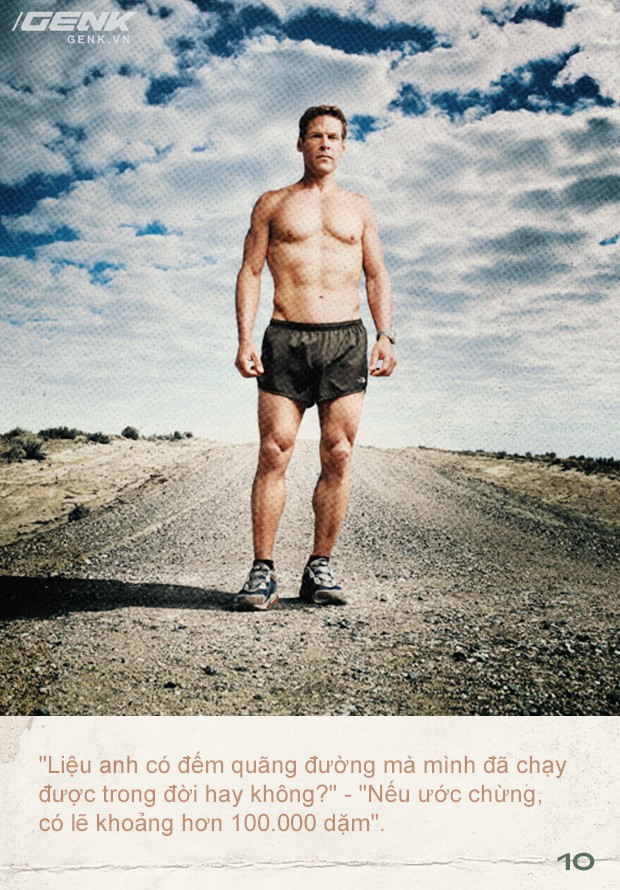 /GENK
GENK.VN
"Liệu anh có đếm quãng đường mà mình đã chạy
được trong đời hay không?" - "Nếu ước chừng,
có lẽ khoảng hơn 100.000 dặm".
10